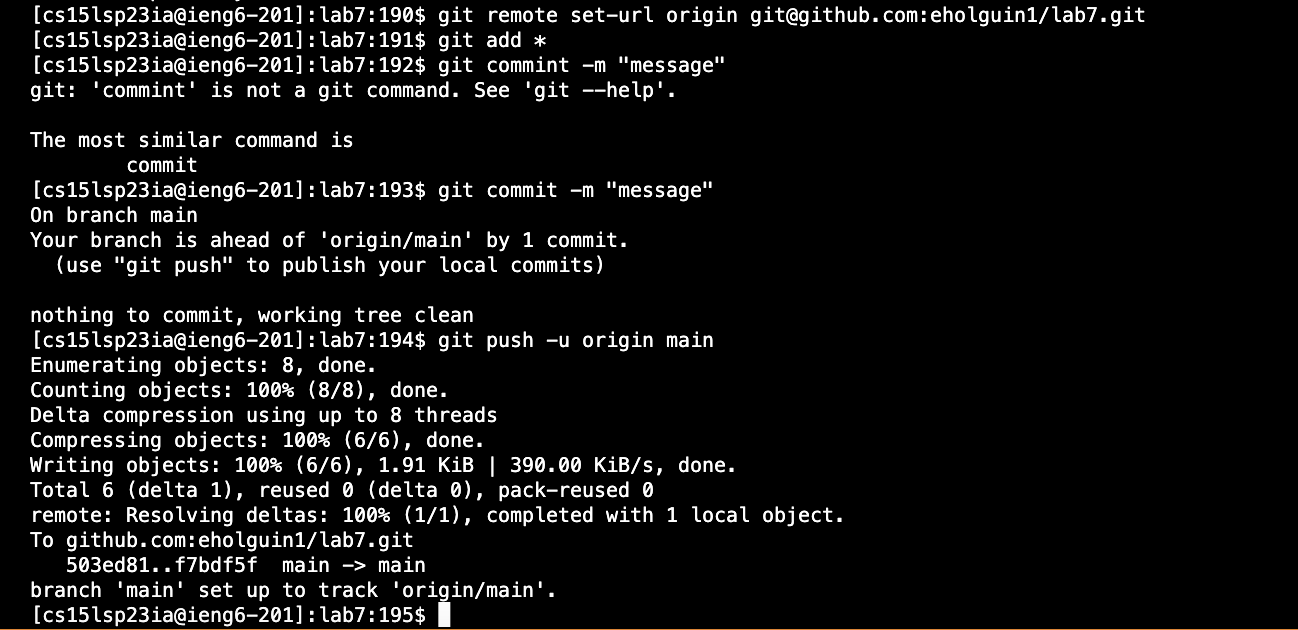 [cs15lsp23ia@ieng6-201]:lab7:190$ git remote set-url origin git@github.com:eholguin1/lab7.git
[cs15lsp23ia@ieng6-201]:lab7:191$ git add *
[cs15lsp23ia@ieng6-201]:lab7:192$ git commint -m "message"
git: 'commint' is not a git command. See 'git --help'.

The most similar command is
        commit
[cs15lsp23ia@ieng6-201]:lab7:193$ git commit -m "message"
On branch main
Your branch is ahead of 'origin/main' by 1 commit.
  (use "git push" to publish your local commits)

nothing to commit, working tree clean
[cs15lsp23ia@ieng6-201]:lab7:194$ git push -u origin main
Enumerating objects: 8, done.
Counting objects: 100% (8/8), done.
Delta compression using up to 8 threads
Compressing objects: 100% (6/6), done.
Writing objects: 100% (6/6), 1.91 KiB | 390.00 KiB/s, done.
Total 6 (delta 1), reused 0 (delta 0), pack-reused 0
remote: Resolving deltas: 100% (1/1), completed with 1 local object.
To github.com:eholguin1/lab7.git
   503ed81..f7bdf5f  main -> main
branch 'main' set up to track 'origin/main'.
[cs15lsp23ia@ieng6-201]:lab7:195$